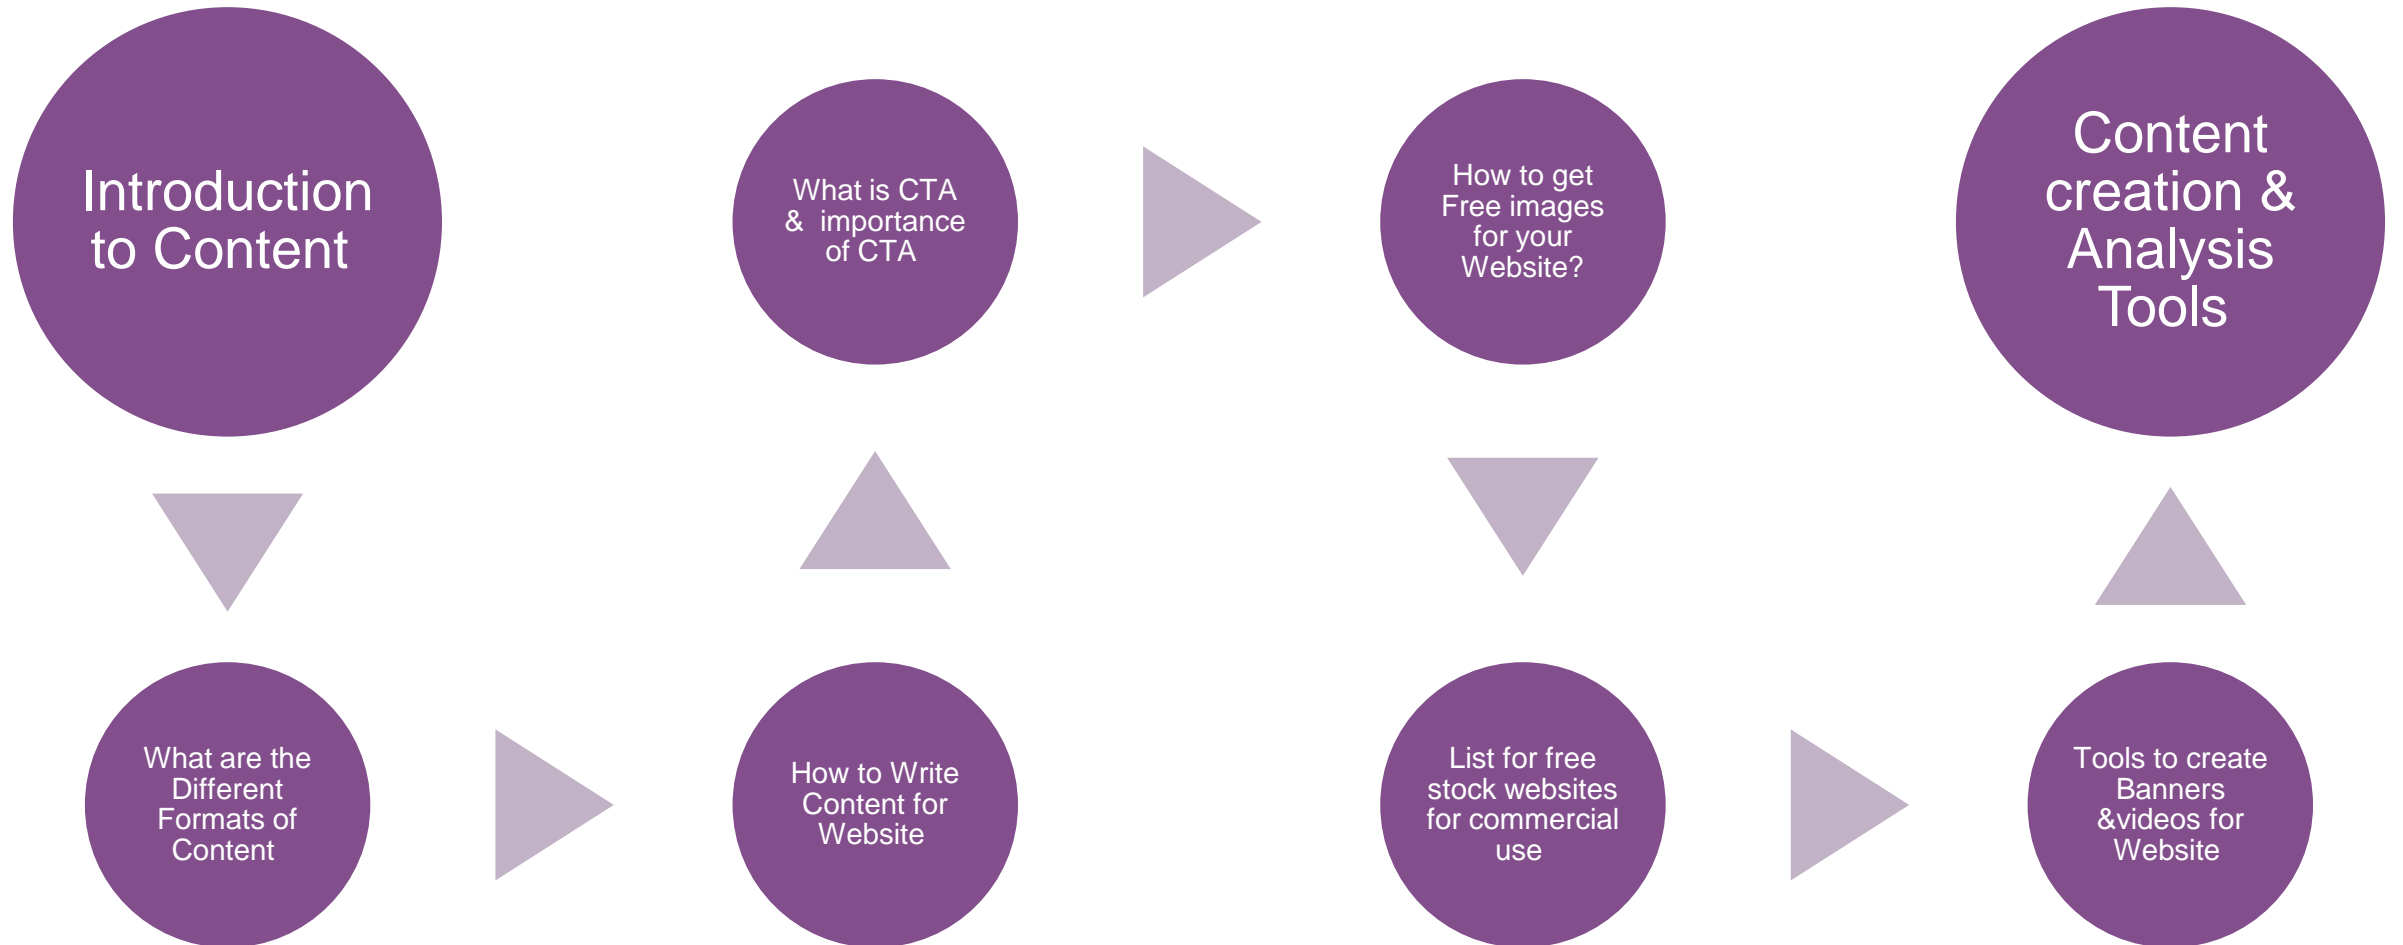 Introduction
to Content
What are the
Different
Formats of
Content
How to Write
Content for
Website
What is CTA
&  importance
of CTA
How to get
Free images
for your
Website?
List for free
stock websites
for commercial
use
Tools to create
Banners
&videos for
Website
Content
creation &
Analysis
Tools